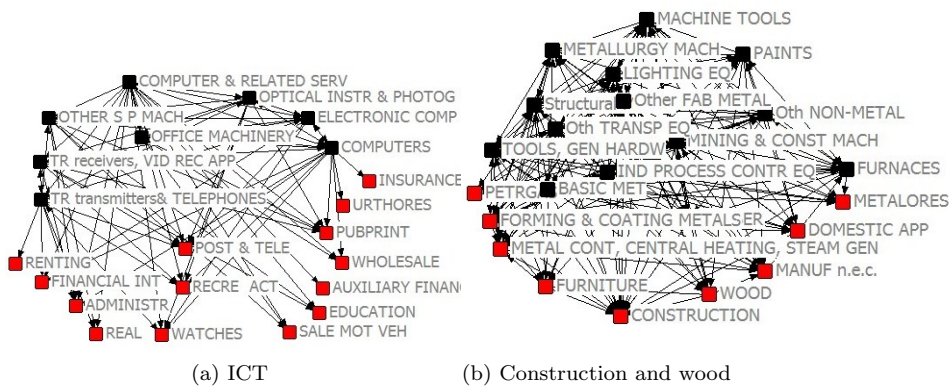 COMPUTER & RELATED SERV
OPTICAL INSTR & PHOTOG
OTHER S P MACH
ELECTRONIC COMP
OFFICE MACHINERY
COMPUTERS
TR receivers, VID REC APP
INSURANCE
TR transmitters& TELEPHONES
URTHORES
PUBPRINT
POST & TELE
RENTING
WHOLESALE
FINANCIAL INT
RECRE ACT
AUXILIARY FINANC
ADMINISTR
EDUCATION
REAL
WATCHES
SALE MOT VEH
(a) ICT
MACHINE TOOLS
METALLURGY MACH
PAINTS
LIGHTING EQ
Structural
Other FAB METAL
Oth NON-METAL
Oth TRANSP EQ
MINING & CONST MACH
TOOLS, GEN HARDW
IND PROCESS CONTR EQ
FURNACES
PETRG
BASIC MET
METALORES
FORMING & COATING METALS
ER
DOMESTIC APP
METAL CONT, CENTRAL HEATING, STEAM GEN
MANUF n.e.c.
FURNITURE
WOOD
CONSTRUCTION
(b) Construction and wood